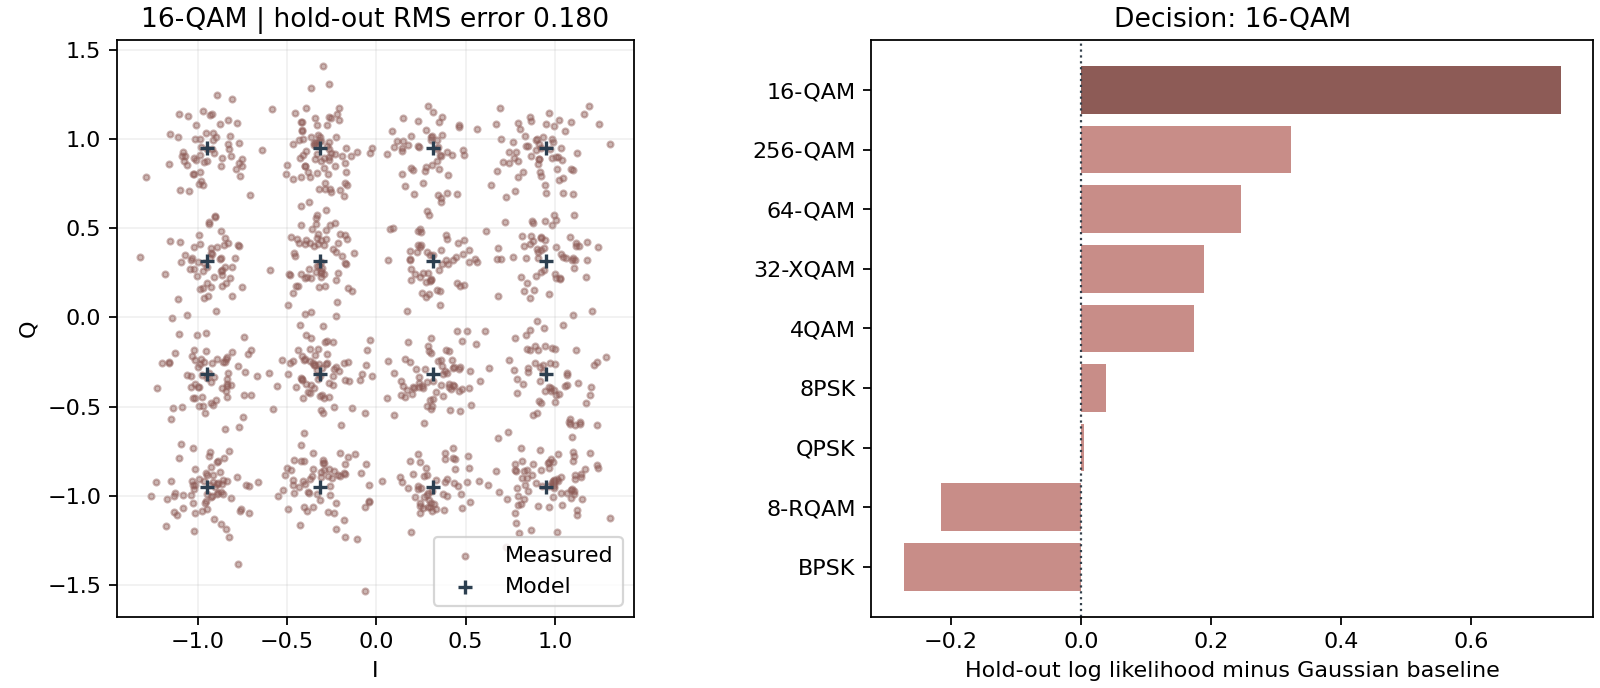 16-QAM | hold-out RMS error 0.180
1.5
1.0
0.5
0.0
−0.5
−1.0
−1.5
Q
−1.0
−0.5
0.0
0.5
1.0
I
Measured
Model
Decision: 16-QAM
16-QAM
256-QAM
64-QAM
32-XQAM
4QAM
8PSK
QPSK
8-RQAM
BPSK
−0.2
0.0
0.2
0.4
0.6
Hold-out log likelihood minus Gaussian baseline